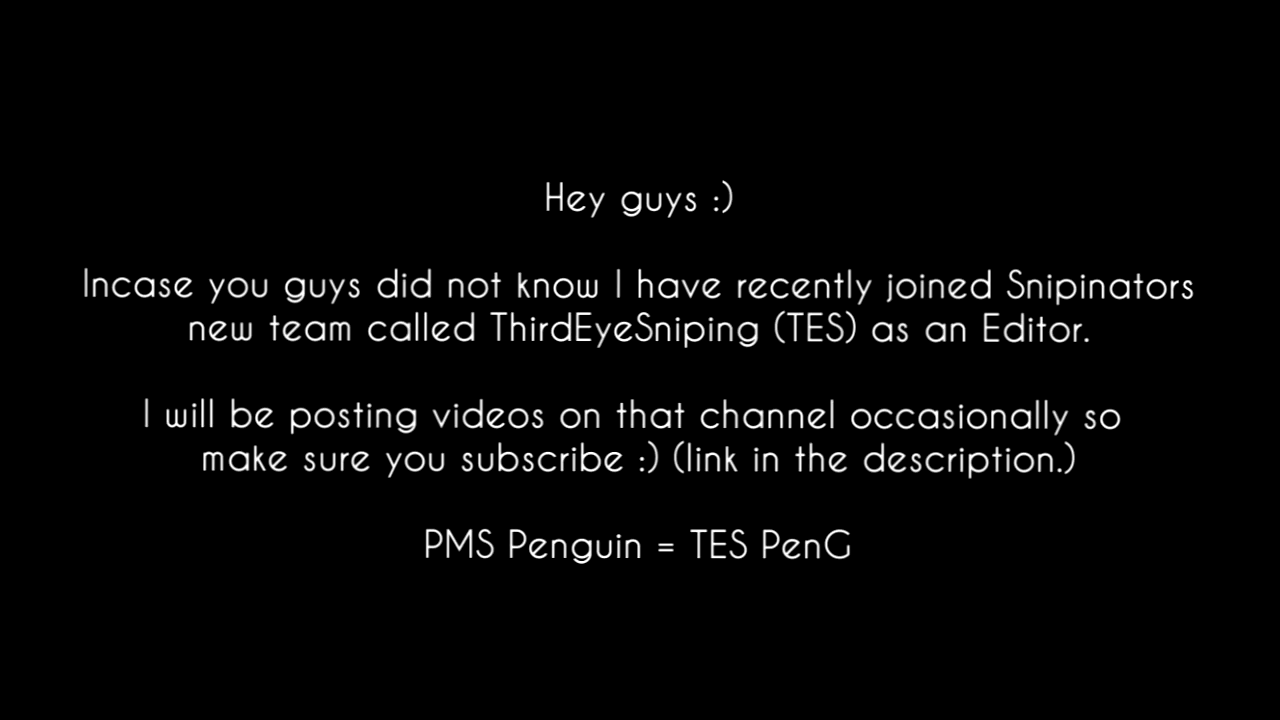 Hey guys :)
Incase you guys did not know I have recently joined Snipinators
new team called ThirdEyeSniping (TES) as an Editor.
I will be posting videos on that channel occasionally so
make sure you subscribe :) (link in the description.)
PMS Penguin = TES PenG